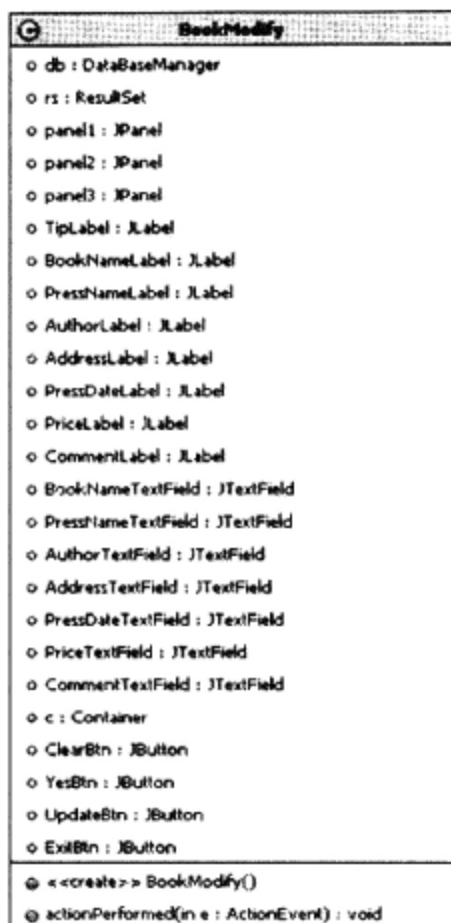 C BookModify
db : DataBaseManager
rs : ResultSet
panel1 : JPanel
panel2 : JPanel
panel3 : JPanel
TipLabel : JLabel
BookNameLabel : JLabel
PressNameLabel : JLabel
AuthorLabel : JLabel
AddressLabel : JLabel
PressDateLabel : JLabel
PriceLabel : JLabel
CommentLabel : JLabel
BookNameTextField : JTextField
PressNameTextField : JTextField
AuthorTextField : JTextField
AddressTextField : JTextField
PressDateTextField : JTextField
PriceTextField : JTextField
CommentTextField : JTextField
c : Container
ClearBtn : JButton
YesBtn : JButton
UpdateBtn : JButton
ExitBtn : JButton
<<create>> BookModify()
actionPerformed(in e : ActionEvent) : void